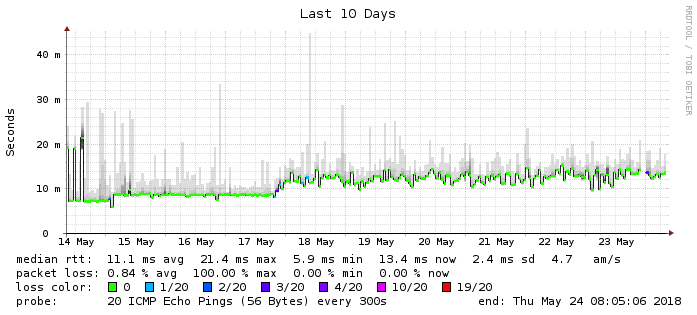 Last 10 Days
RRDTOOL / TOBI OETIKER
Seconds
40 m
30 m
20 m
10 m
0
14 May 15 May 16 May 17 May 18 May 19 May 20 May 21 May 22 May 23 May
median rtt: 11.1 ms avg 21.4 ms max 5.9 ms min 13.4 ms now 2.4 ms sd 4.7 am/s
packet loss: 0.84 % avg 100.00 % max 0.00 % min 0.00 % now
loss color: 0 1/20 2/20 3/20 4/20 10/20 19/20
probe: 20 ICMP Echo Pings (56 Bytes) every 300s end: Thu May 24 08:05:06 2018